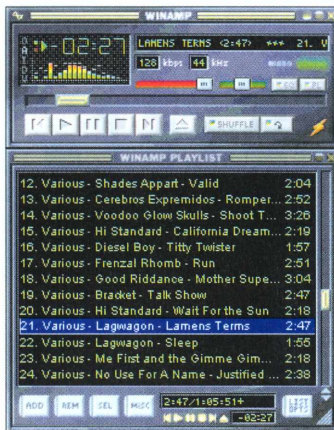 WINAMP
-02:27
LAMENS TERMS <2:47> *** 21. V
128 kbps 44 kHz
EQ PL
SHUFFLE
WINAMP PLAYLIST
12. Various - Shades Appart - Valid 2:04
13. Various - Cerebros Expremidos - Romper... 2:52
14. Various - Voodoo Glow Skulls - Shoot T... 3:26
15. Various - Hi Standard - California Dream... 2:19
16. Various - Diesel Boy - Titty Twister 1:57
17. Various - Frenzal Rhomb - Run 2:51
18. Various - Good Riddance - Mother Supe... 3:04
19. Various - Bracket - Talk Show 2:47
20. Various - Hi Standard - Wait For the Sun 2:18
21. Various - Lagwagon - Lamens Terms 2:47
22. Various - Lagwagon - Sleep 1:55
23. Various - Me First and the Gimme Gim... 2:18
24. Various - No Use For A Name - Justified ... 2:38
ADD REM SEL MISC 2:47/1:05:51+ LIST OPTS
-02:27